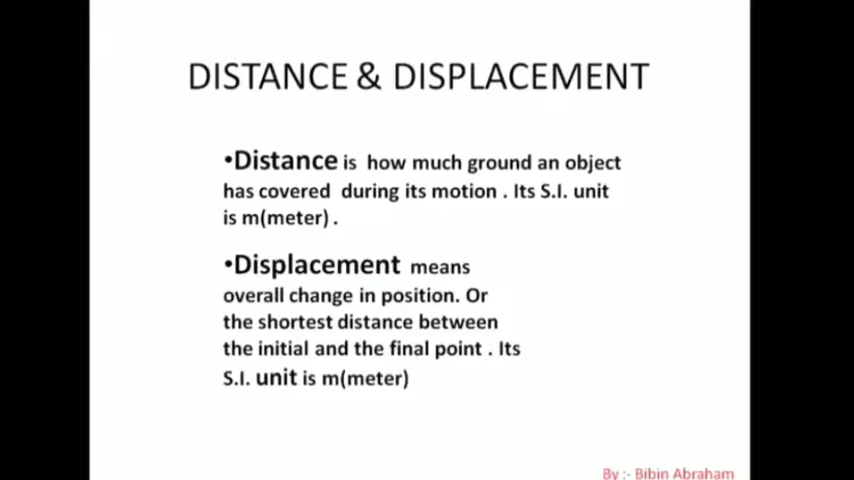 DISTANCE & DISPLACEMENT
•Distance is how much ground an object
has covered during its motion . Its S.I. unit
is m(meter) .
•Displacement means
overall change in position. Or
the shortest distance between
the initial and the final point . Its
S.I. unit is m(meter)
By :- Bibin Abraham